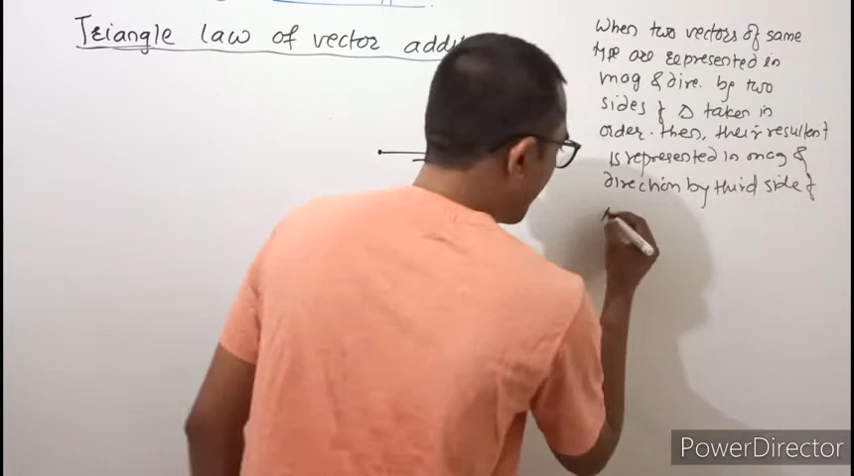 Triangle law of vector addi
When two vectors of same
type are represented in
mag & dire. by two
sides of Δ taken in
order. then, their resultent
is represented in mag &
direction by third side of
PowerDirector